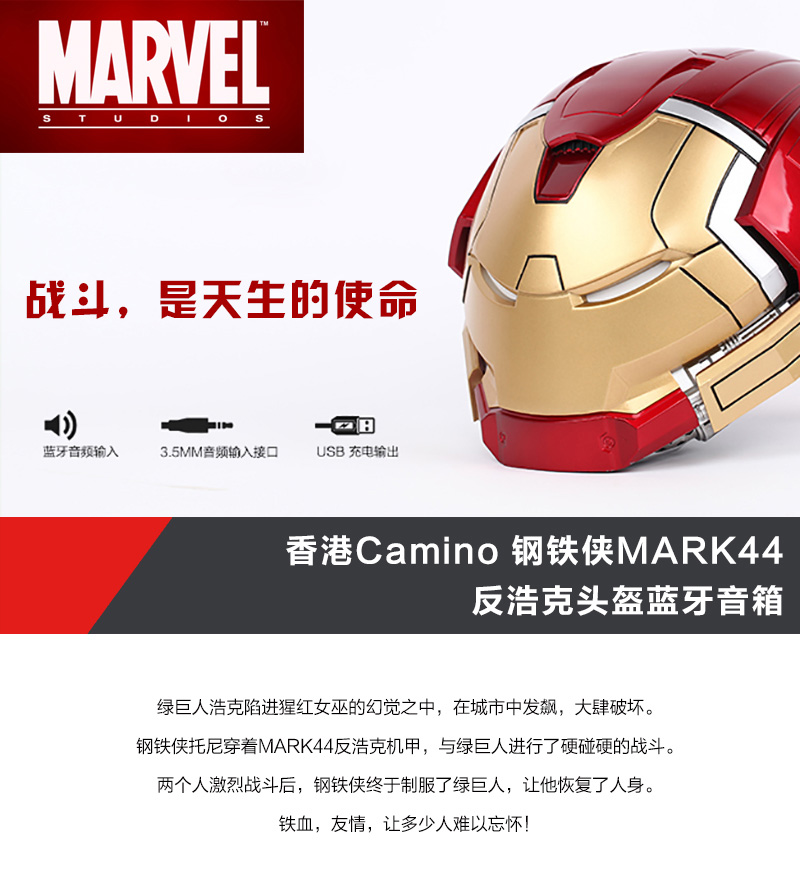 MARVEL™
STUDIOS
战斗，是天生的使命
蓝牙音频输入
3.5MM音频输入接口
USB 充电输出
香港Camino 钢铁侠MARK44
反浩克头盔蓝牙音箱
绿巨人浩克陷进猩红女巫的幻觉之中，在城市中发飙，大肆破坏。
钢铁侠托尼穿着MARK44反浩克机甲，与绿巨人进行了硬碰硬的战斗。
两个人激烈战斗后，钢铁侠终于制服了绿巨人，让他恢复了人身。
铁血，友情，让多少人难以忘怀！